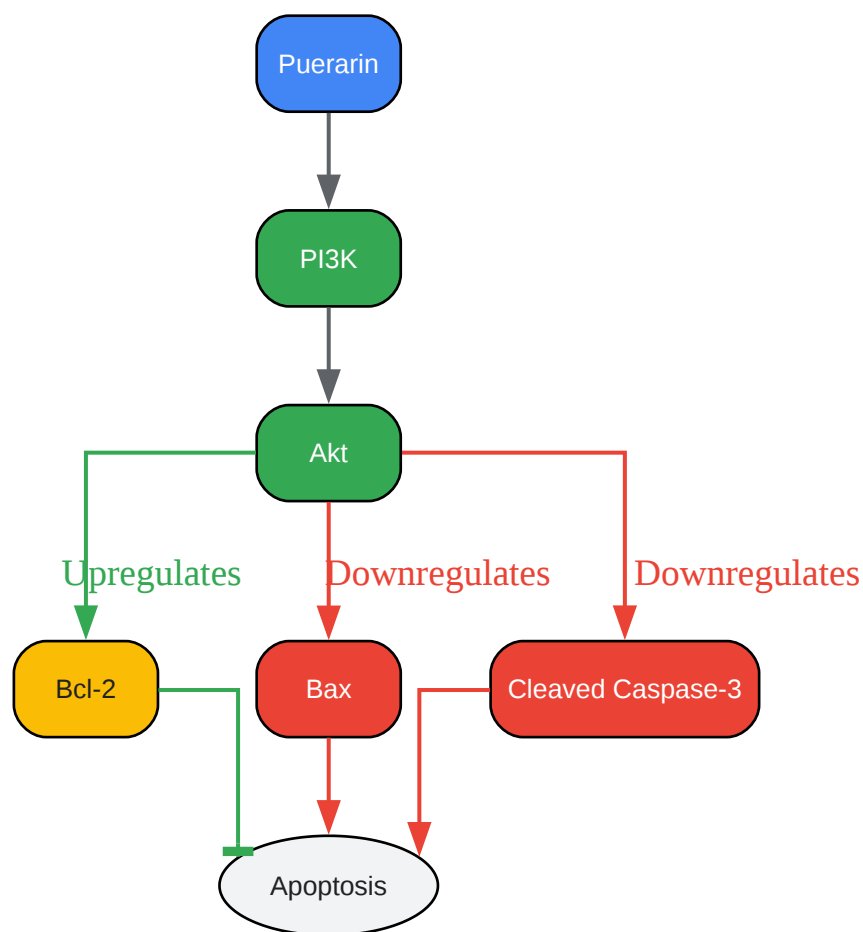 Puerarin
PI3K
Akt
Upregulates
Downregulates
Downregulates
Bcl-2
Bax
Cleaved Caspase-3
Apoptosis